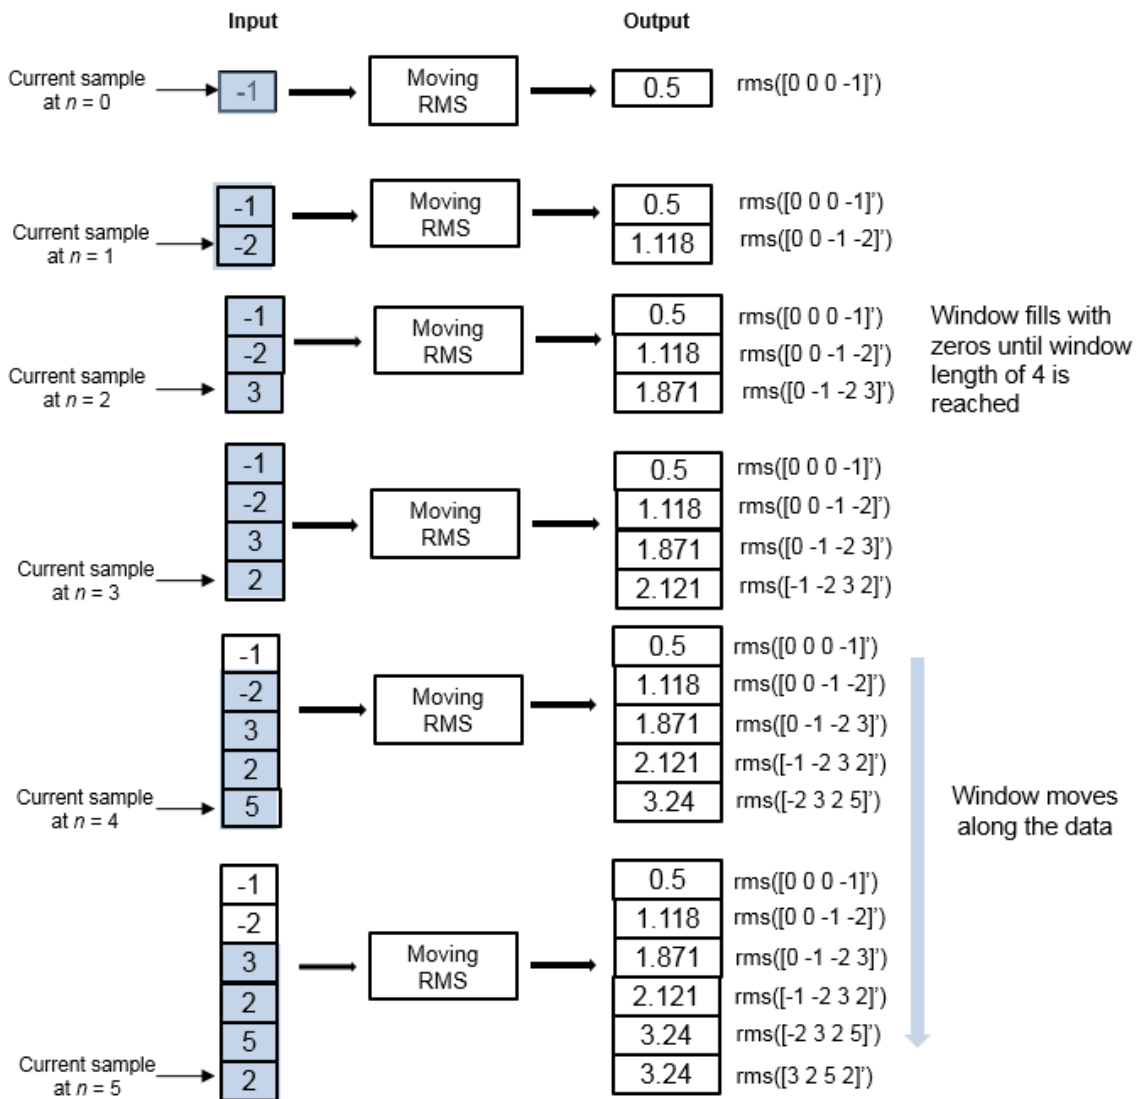 Input
Output
Current sample
at n = 0
-1
Moving
RMS
0.5
rms([0 0 0 -1]')
Current sample
at n = 1
-1
-2
Moving
RMS
0.5
1.118
rms([0 0 0 -1]')
rms([0 0 -1 -2]')
Current sample
at n = 2
-1
-2
3
Moving
RMS
0.5
1.118
1.871
rms([0 0 0 -1]')
rms([0 0 -1 -2]')
rms([0 -1 -2 3]')
Window fills with
zeros until window
length of 4 is
reached
Current sample
at n = 3
-1
-2
3
2
Moving
RMS
0.5
1.118
1.871
2.121
rms([0 0 0 -1]')
rms([0 0 -1 -2]')
rms([0 -1 -2 3]')
rms([-1 -2 3 2]')
Current sample
at n = 4
-1
-2
3
2
5
Moving
RMS
0.5
1.118
1.871
2.121
3.24
rms([0 0 0 -1]')
rms([0 0 -1 -2]')
rms([0 -1 -2 3]')
rms([-1 -2 3 2]')
rms([-2 3 2 5]')
Window moves
along the data
Current sample
at n = 5
-1
-2
3
2
5
2
Moving
RMS
0.5
1.118
1.871
2.121
3.24
3.24
rms([0 0 0 -1]')
rms([0 0 -1 -2]')
rms([0 -1 -2 3]')
rms([-1 -2 3 2]')
rms([-2 3 2 5]')
rms([3 2 5 2]')